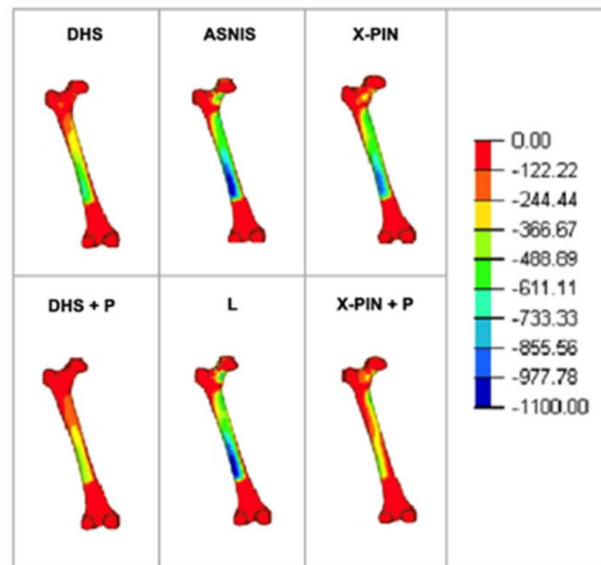 DHS
ASNIS
X-PIN
DHS + P
L
X-PIN + P
0.00
-122.22
-244.44
-366.67
-488.89
-611.11
-733.33
-855.56
-977.78
-1100.00